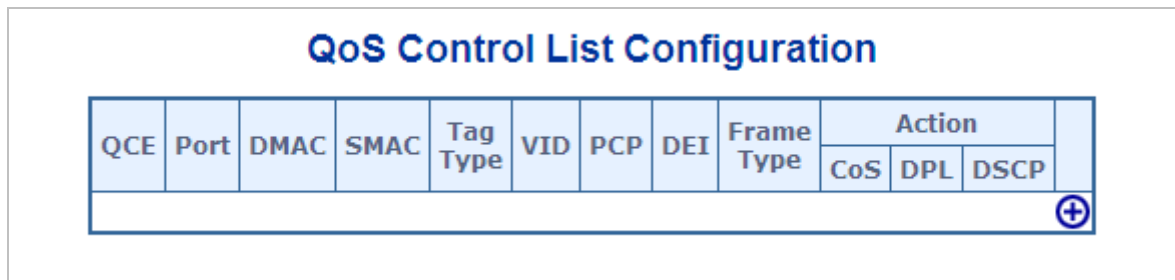 QoS Control List Configuration
QCE Port DMAC SMAC Tag Type VID PCP DEI Frame Type Action
CoS DPL DSCP